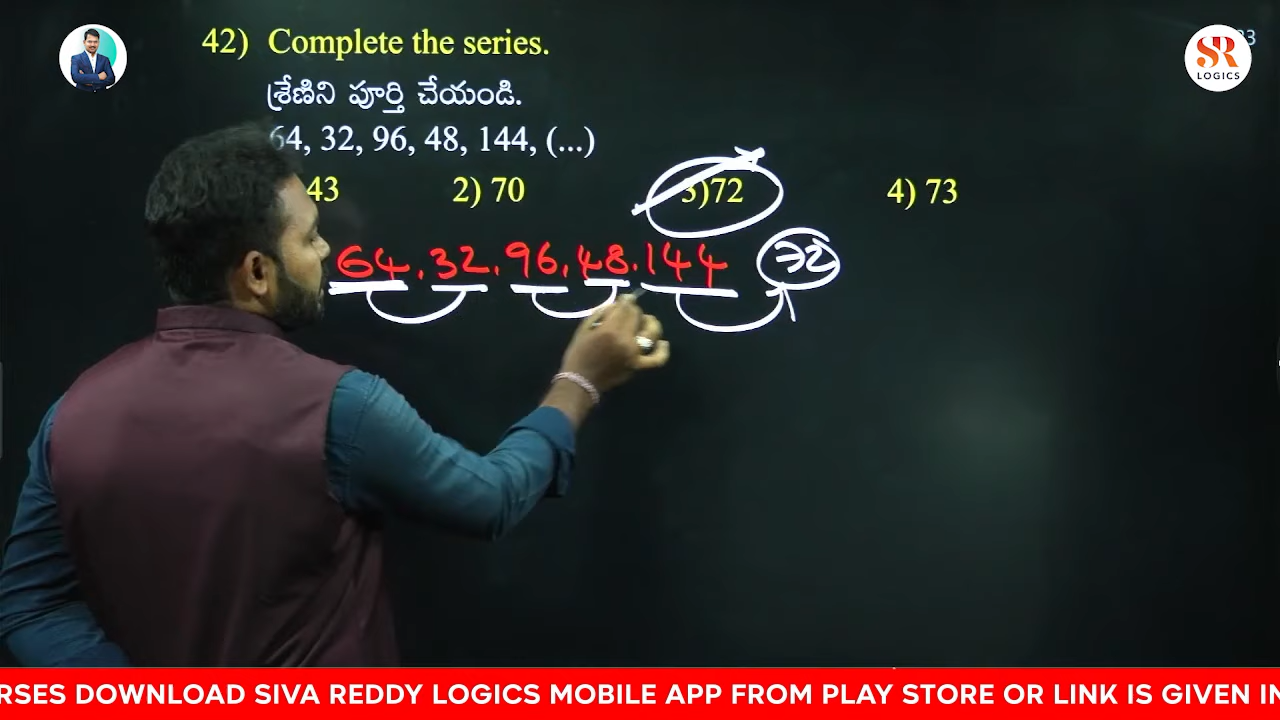 42) Complete the series.
శ్రేణిని పూర్తి చేయండి.
64, 32, 96, 48, 144, (...)
43 2) 70 3)72 4) 73
64, 32, 96, 48, 144 72
SR
LOGICS
RSES DOWNLOAD SIVA REDDY LOGICS MOBILE APP FROM PLAY STORE OR LINK IS GIVEN IN